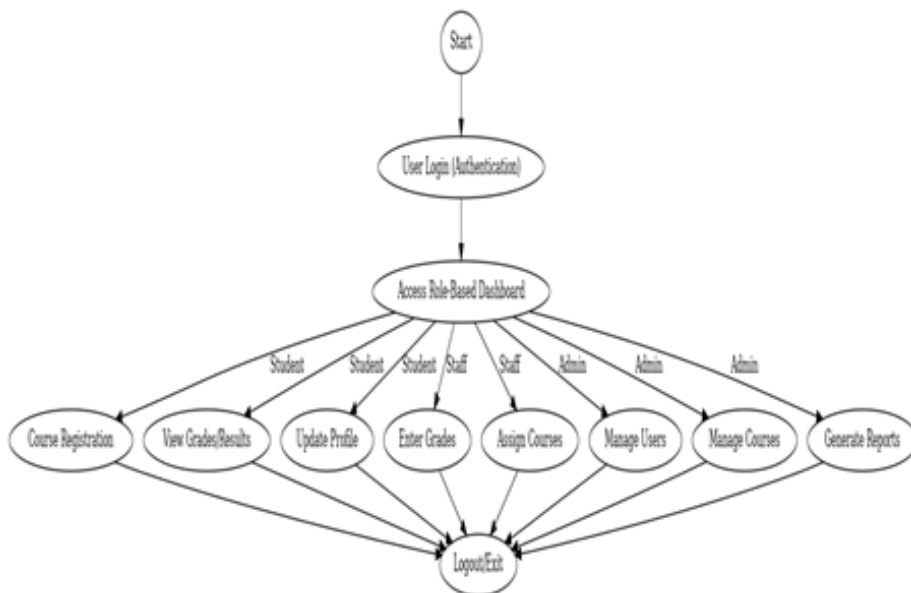 Start
User Login (Authentication)
Access Role-Based Dashboard
Student
Student
Student
Staff
Staff
Admin
Admin
Admin
Course Registration
View Grades/Results
Update Profile
Enter Grades
Assign Courses
Manage Users
Manage Courses
Generate Reports
Logout/Exit